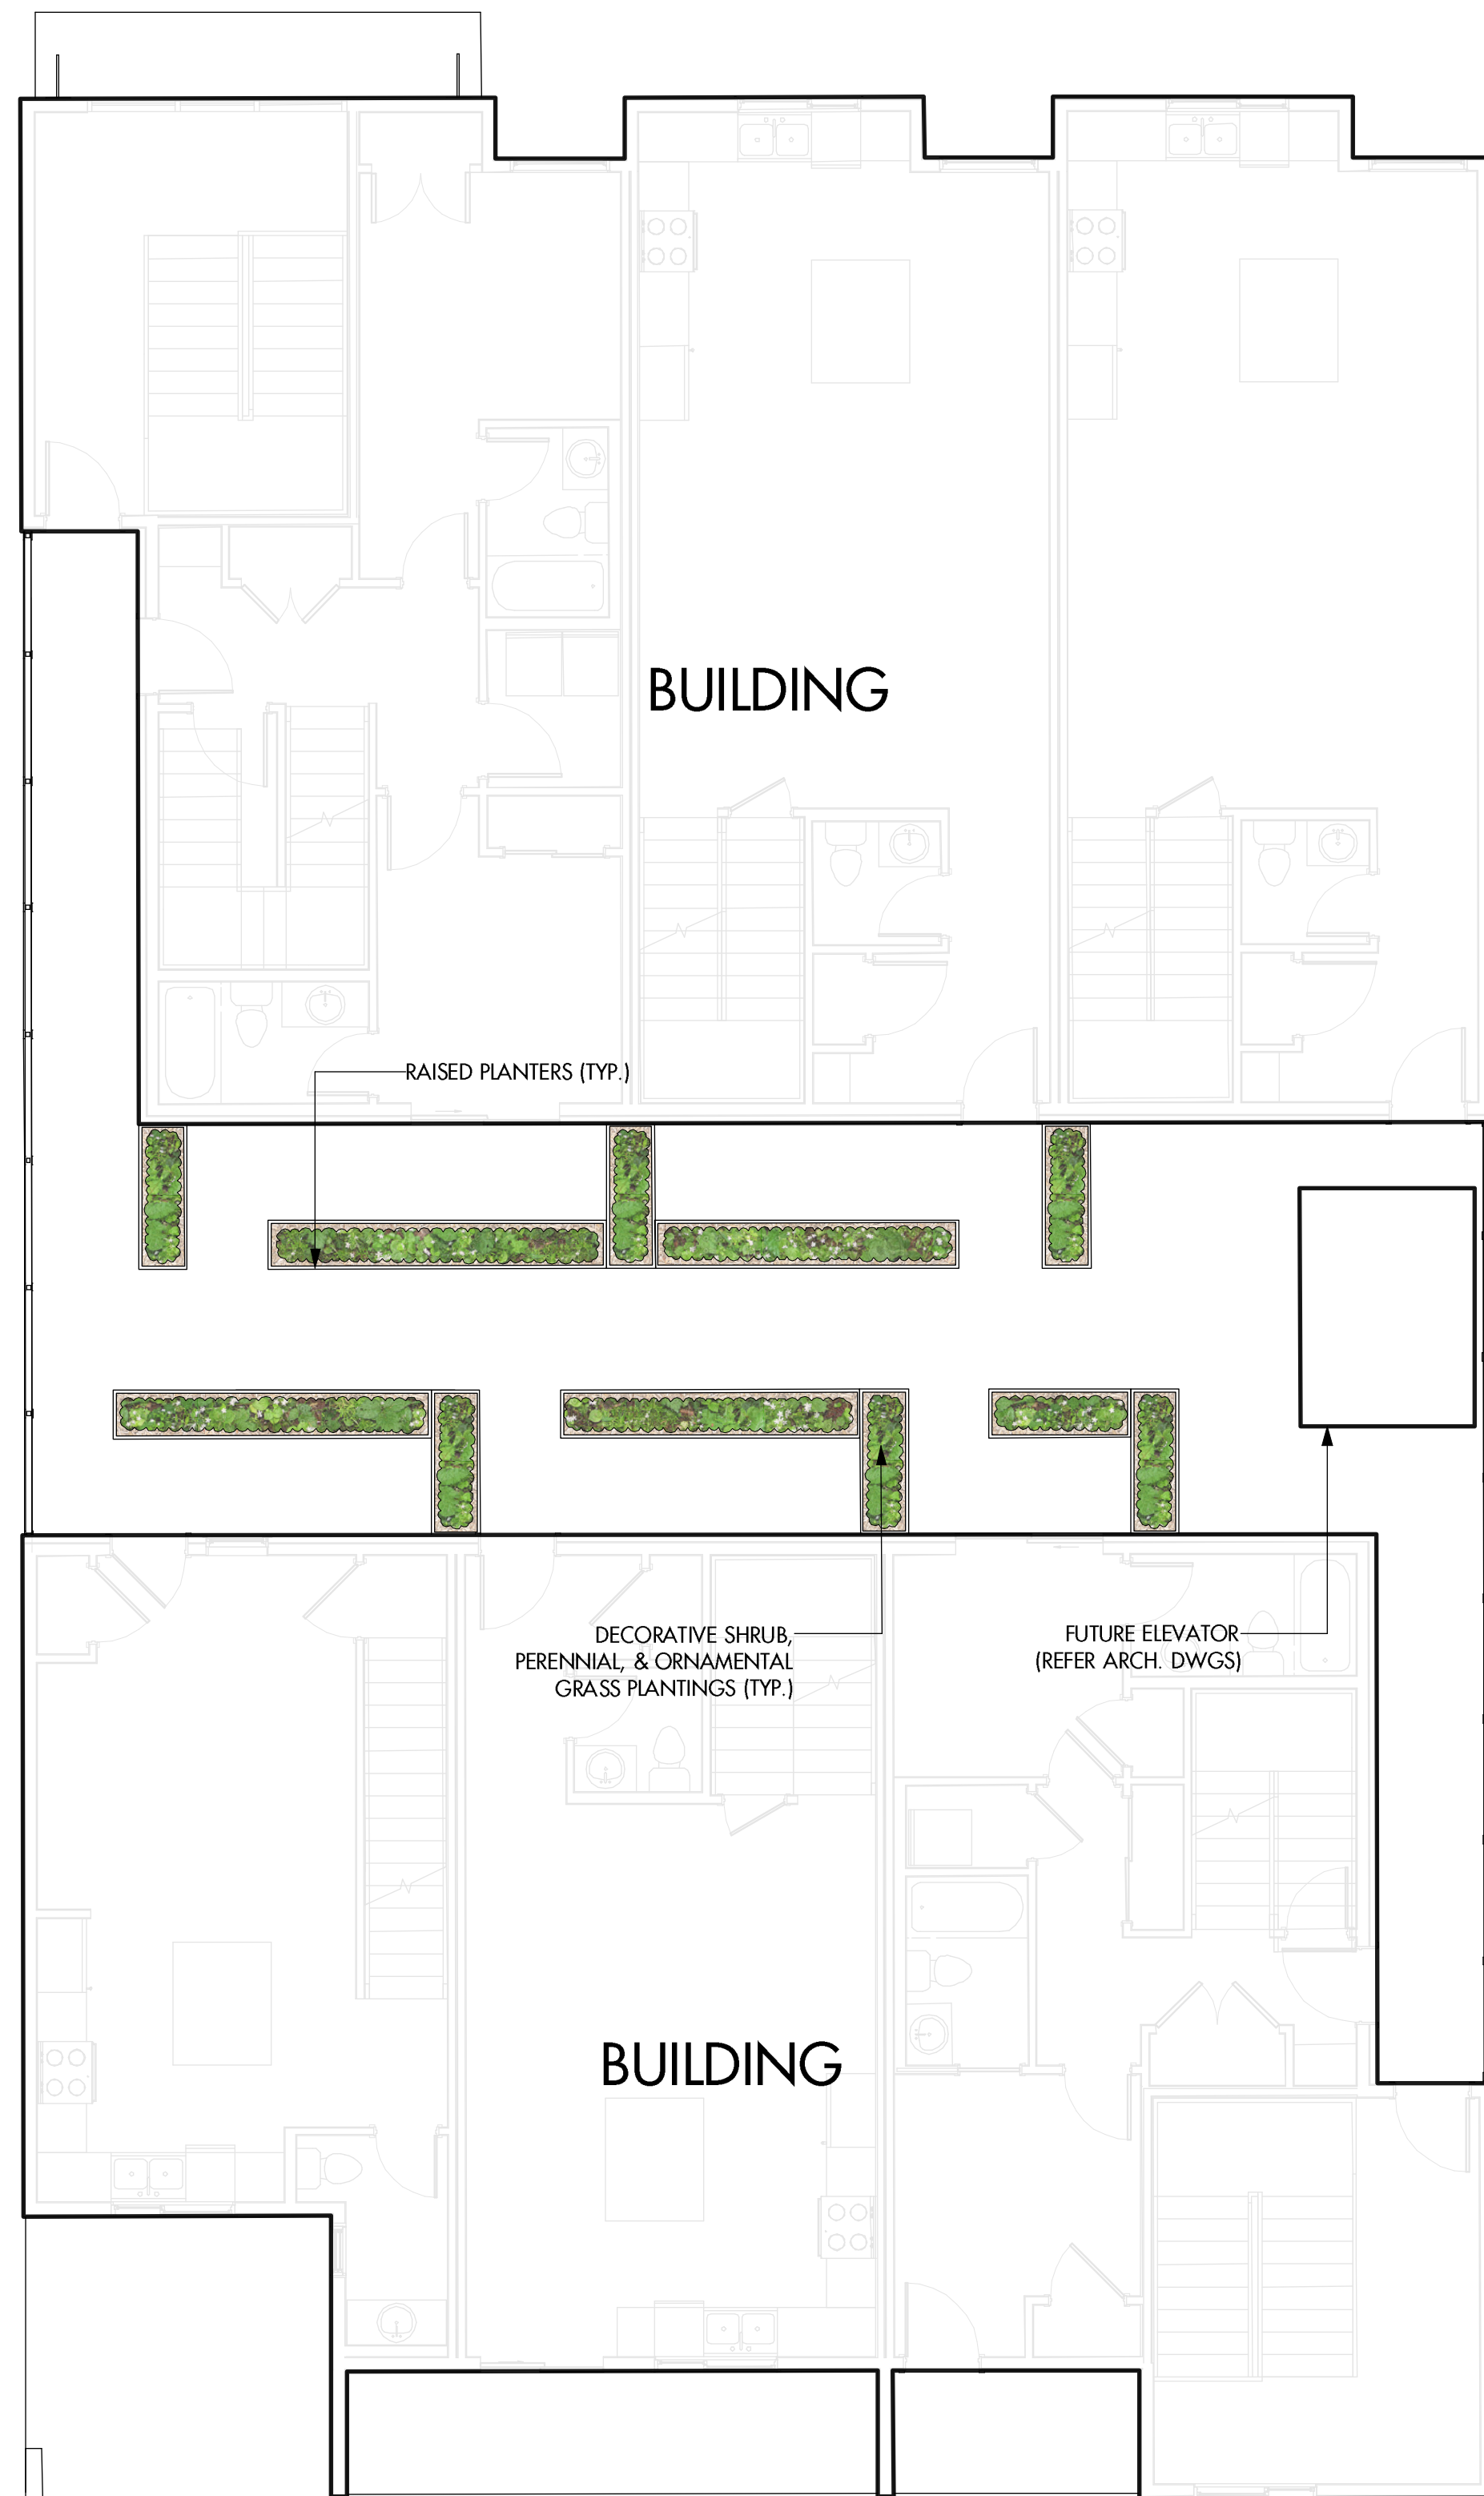 BUILDING
RAISED PLANTERS (TYP.)
DECORATIVE SHRUB,
PERENNIAL, & ORNAMENTAL
GRASS PLANTINGS (TYP.)
FUTURE ELEVATOR
(REFER ARCH. DWGS)
BUILDING